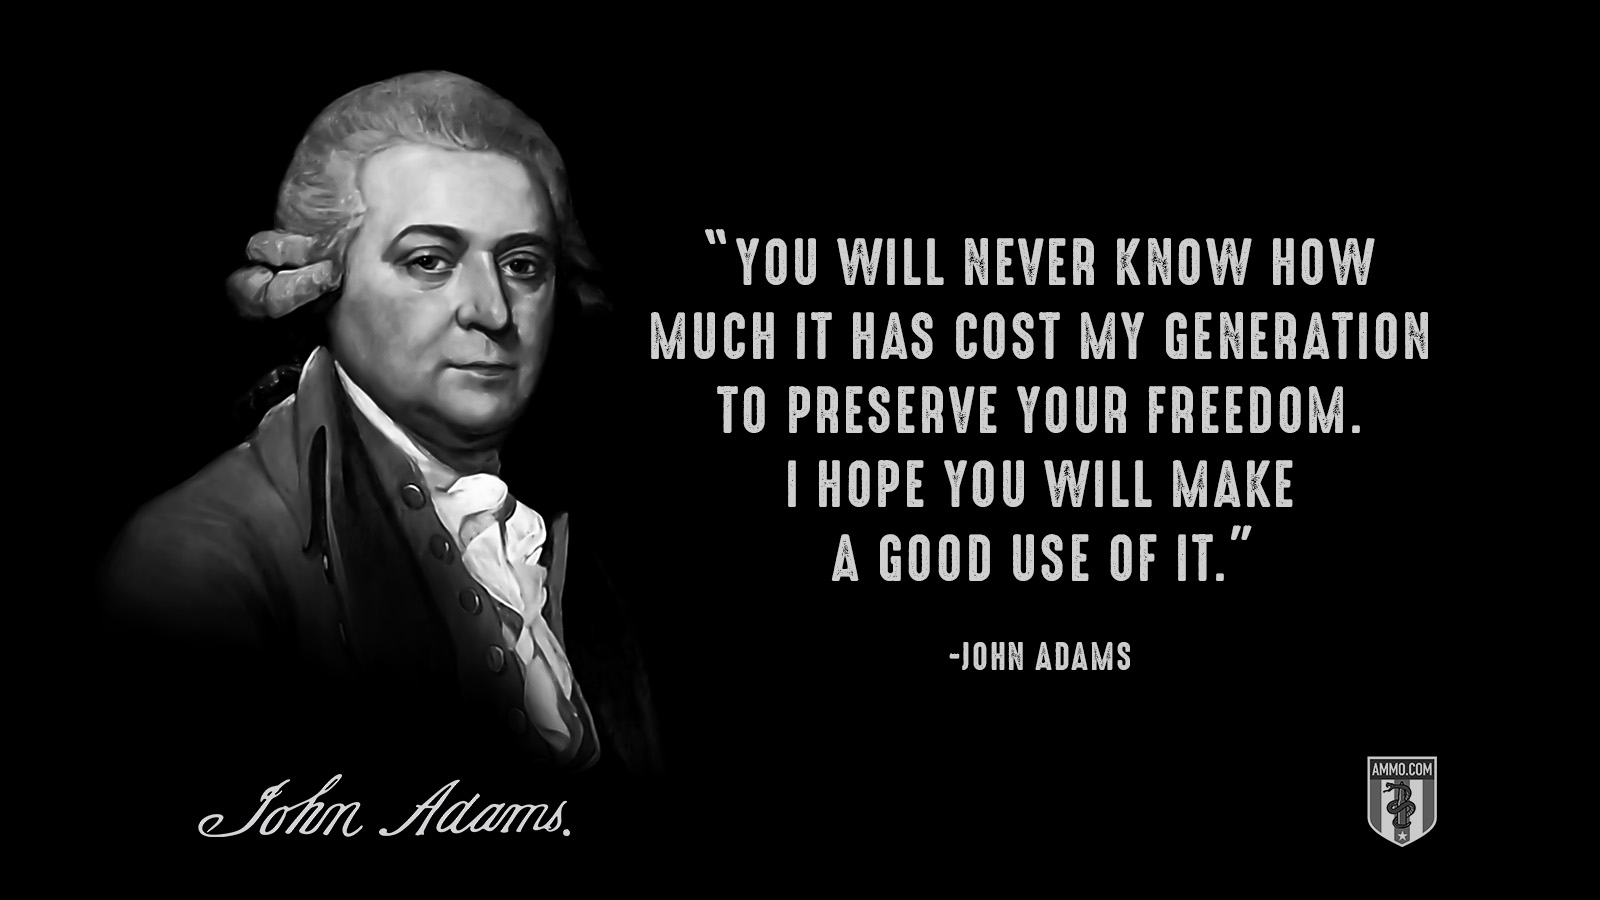 “YOU WILL NEVER KNOW HOW
MUCH IT HAS COST MY GENERATION
TO PRESERVE YOUR FREEDOM.
I HOPE YOU WILL MAKE
A GOOD USE OF IT.”
-JOHN ADAMS
John Adams.
AMMO.COM